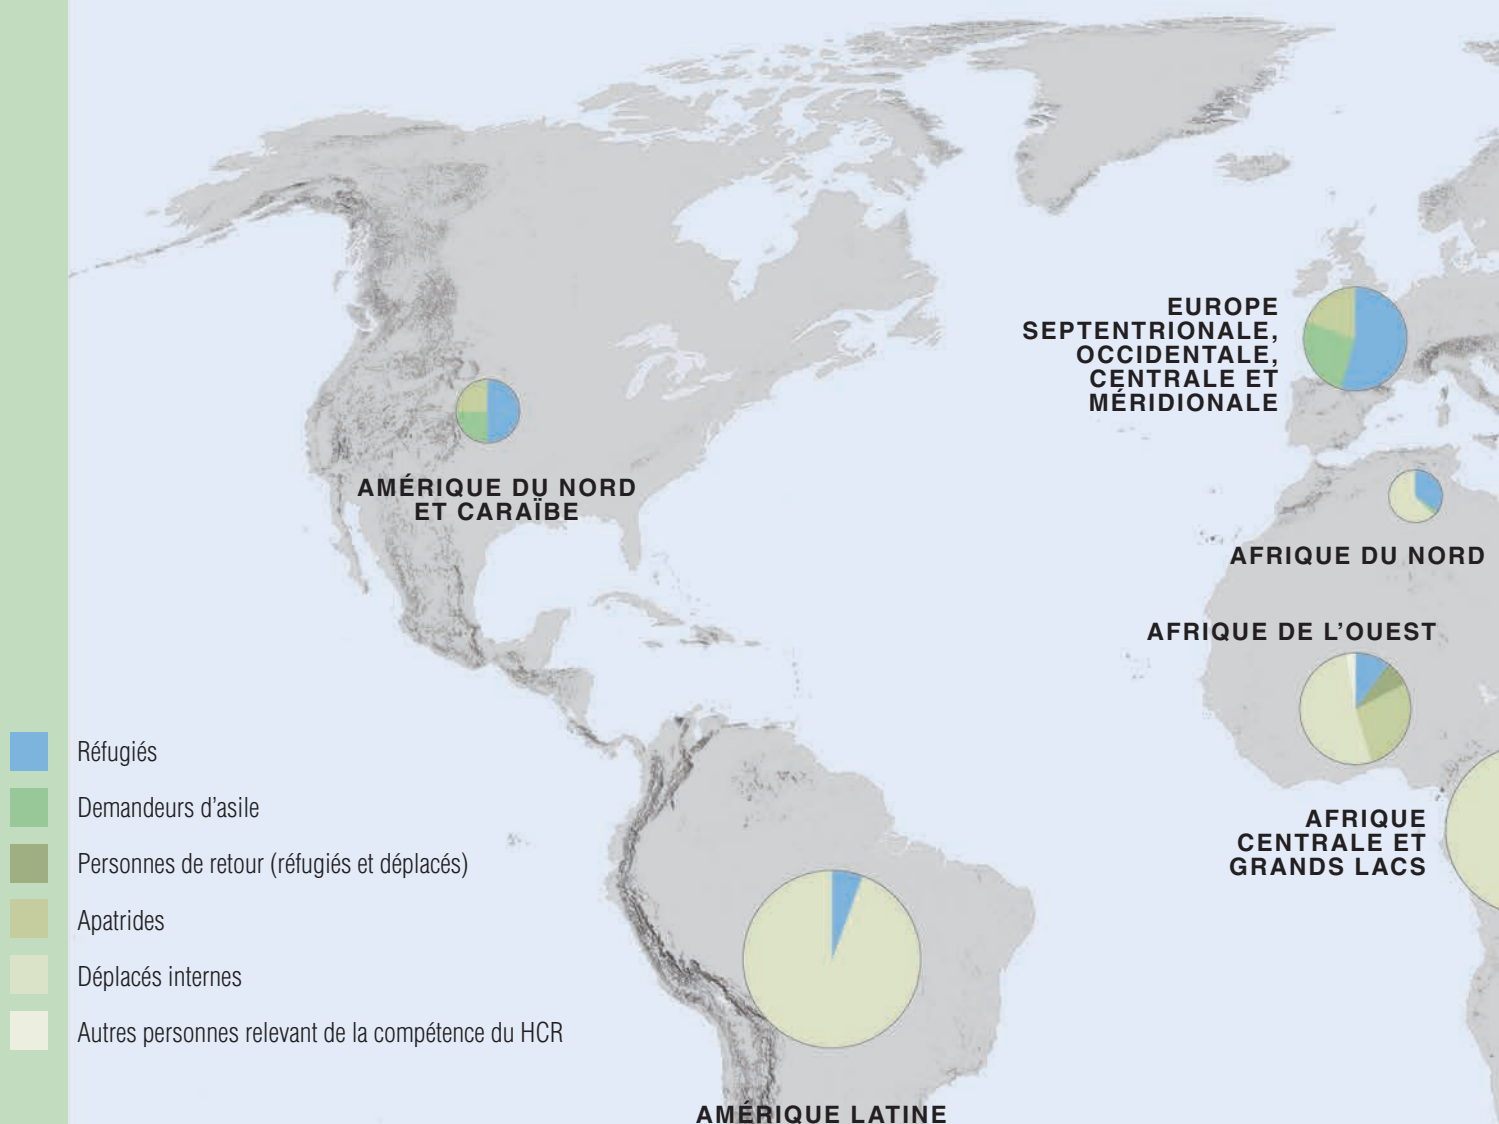 EUROPE
SEPTENTRIONALE,
OCCIDENTALE,
CENTRALE ET
MÉRIDIONALE
AMÉRIQUE DU NORD
ET CARAÏBE
AFRIQUE DU NORD
AFRIQUE DE L’OUEST
AFRIQUE
CENTRALE ET
GRANDS LACS
AMÉRIQUE LATINE
Réfugiés
Demandeurs d’asile
Personnes de retour (réfugiés et déplacés)
Apatrides
Déplacés internes
Autres personnes relevant de la compétence du HCR